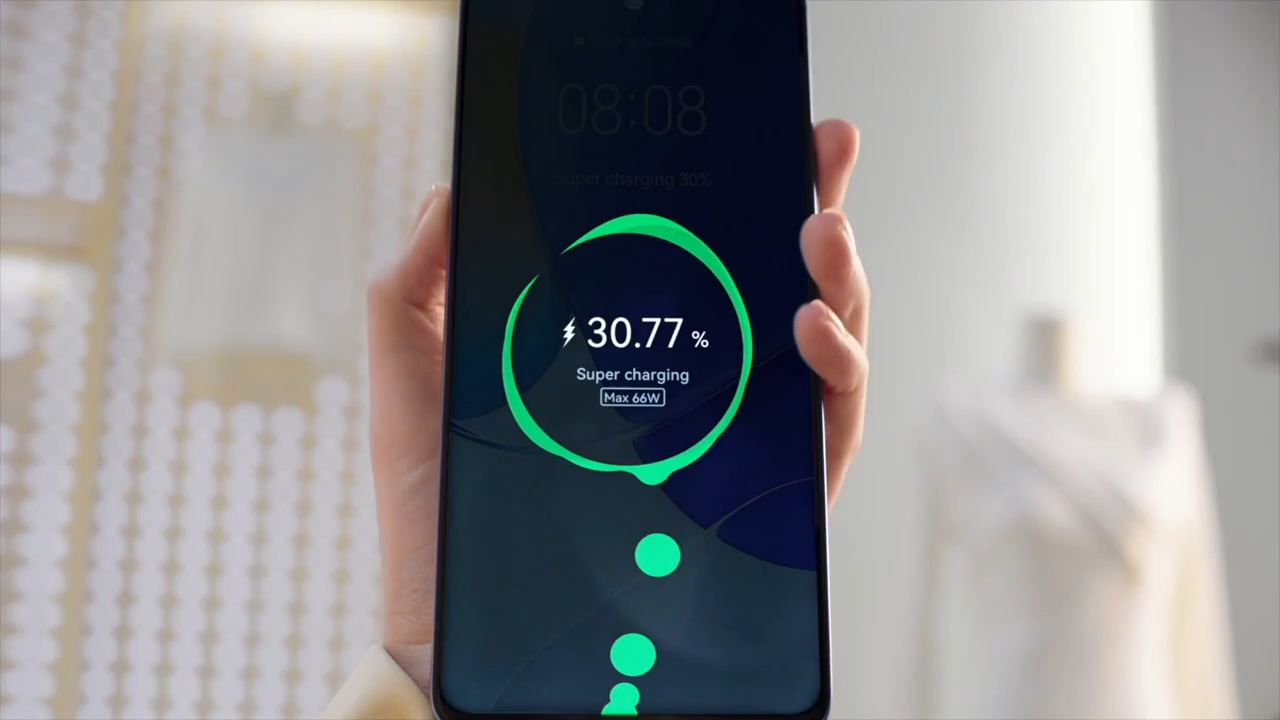 08:08
Super charging 30%
30.77 %
Super charging
Max 66W